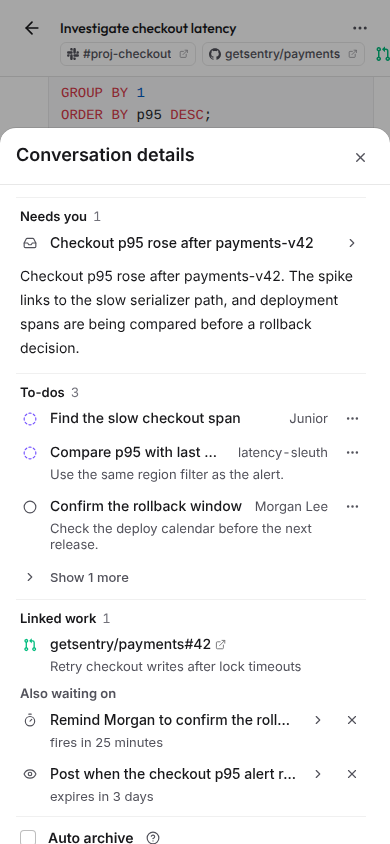 Investigate checkout latency
#proj-checkout
getsentry/payments
GROUP BY 1
ORDER BY p95 DESC;
Conversation details
Needs you 1
Checkout p95 rose after payments-v42
Checkout p95 rose after payments-v42. The spike
links to the slow serializer path, and deployment
spans are being compared before a rollback
decision.
To-dos 3
Find the slow checkout span Junior
Compare p95 with last ... latency-sleuth
Use the same region filter as the alert.
Confirm the rollback window Morgan Lee
Check the deploy calendar before the next
release.
Show 1 more
Linked work 1
getsentry/payments#42
Retry checkout writes after lock timeouts
Also waiting on
Remind Morgan to confirm the roll...
fires in 25 minutes
Post when the checkout p95 alert r...
expires in 3 days
Auto archive